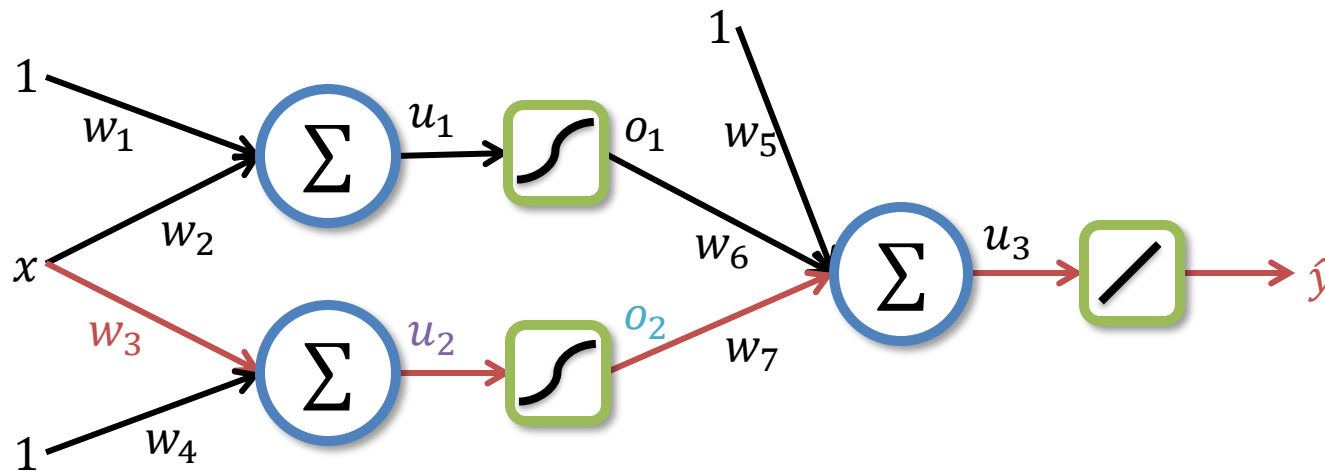 1
1
w₁
Σ
u₁
o₁
w₅
w₂
w₆
Σ
u₃
x
w₃
Σ
u₂
o₂
w₇
w₄
1
ŷ